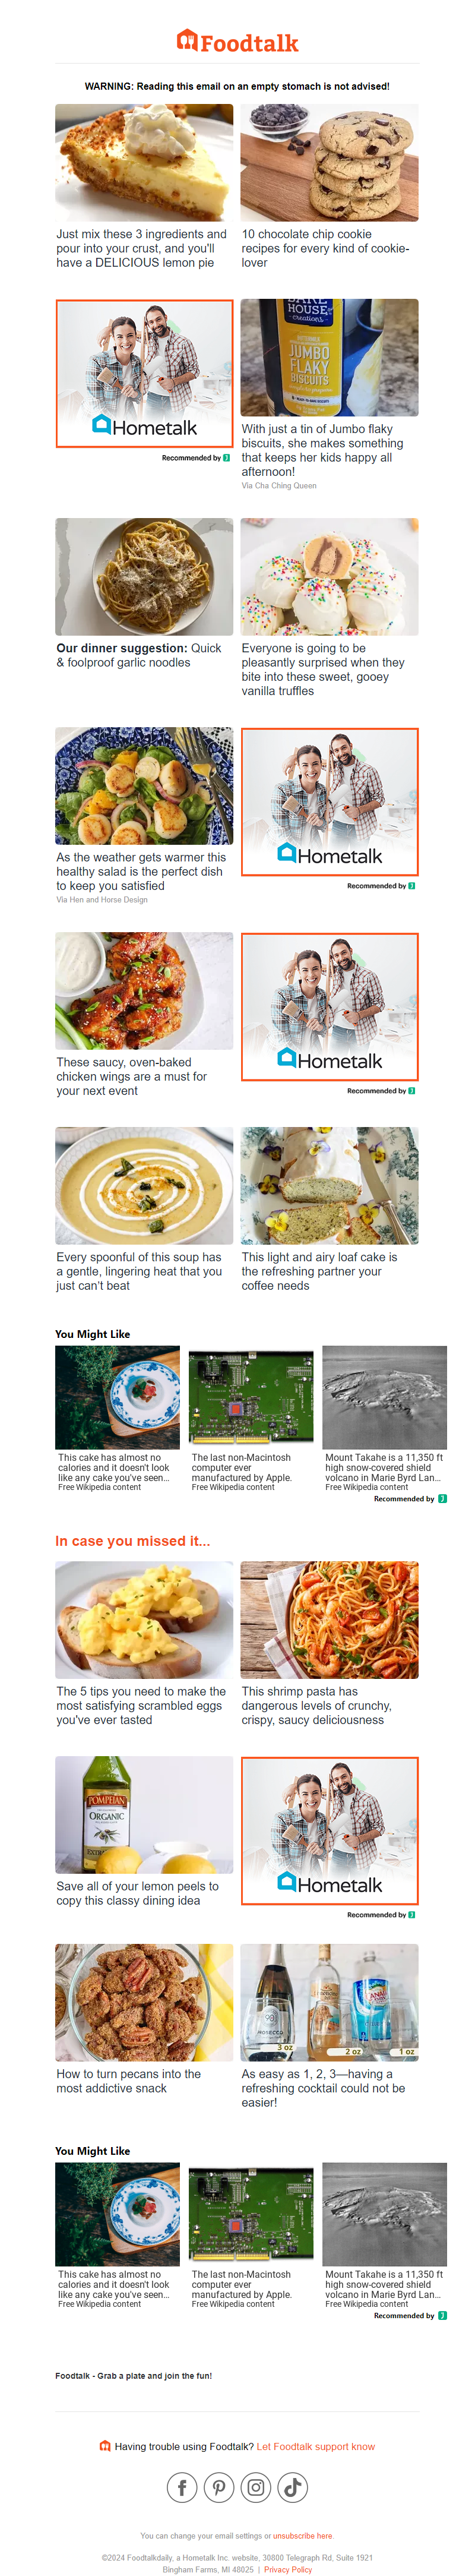 Foodtalk
WARNING: Reading this email on an empty stomach is not advised!
Just mix these 3 ingredients and
pour into your crust, and you'll
have a DELICIOUS lemon pie
10 chocolate chip cookie
recipes for every kind of cookie-
lover
Hometalk
Recommended by
BAKE
HOUSE
Creations
JUMBO
FLAKY
BISCUITS
With just a tin of Jumbo flaky
biscuits, she makes something
that keeps her kids happy all
afternoon!
Via Cha Ching Queen
Our dinner suggestion: Quick
& foolproof garlic noodles
Everyone is going to be
pleasantly surprised when they
bite into these sweet, gooey
vanilla truffles
As the weather gets warmer this
healthy salad is the perfect dish
to keep you satisfied
Via Hen and Horse Design
Hometalk
Recommended by
These saucy, oven-baked
chicken wings are a must for
your next event
Hometalk
Recommended by
Every spoonful of this soup has
a gentle, lingering heat that you
just can't beat
This light and airy loaf cake is
the refreshing partner your
coffee needs
You Might Like
This cake has almost no
calories and it doesn't look
like any cake you've seen...
Free Wikipedia content
The last non-Macintosh
computer ever
manufactured by Apple.
Free Wikipedia content
Mount Takahe is a 11,350 ft
high snow-covered shield
volcano in Marie Byrd Lan...
Free Wikipedia content
Recommended by
In case you missed it...
The 5 tips you need to make the
most satisfying scrambled eggs
you've ever tasted
This shrimp pasta has
dangerous levels of crunchy,
crispy, saucy deliciousness
POMPEIAN
ORGANIC
Save all of your lemon peels to
copy this classy dining idea
Hometalk
Recommended by
How to turn pecans into the
most addictive snack
PROSECCO
3 oz
2 oz
1 oz
As easy as 1, 2, 3—having a
refreshing cocktail could not be
easier!
You Might Like
This cake has almost no
calories and it doesn't look
like any cake you've seen...
Free Wikipedia content
The last non-Macintosh
computer ever
manufactured by Apple.
Free Wikipedia content
Mount Takahe is a 11,350 ft
high snow-covered shield
volcano in Marie Byrd Lan...
Free Wikipedia content
Recommended by
Foodtalk - Grab a plate and join the fun!
Having trouble using Foodtalk? Let Foodtalk support know
You can change your email settings or unsubscribe here.
©2024 Foodtalkdaily, a Hometalk Inc. website, 30800 Telegraph Rd, Suite 1921
Bingham Farms, MI 48025 | Privacy Policy